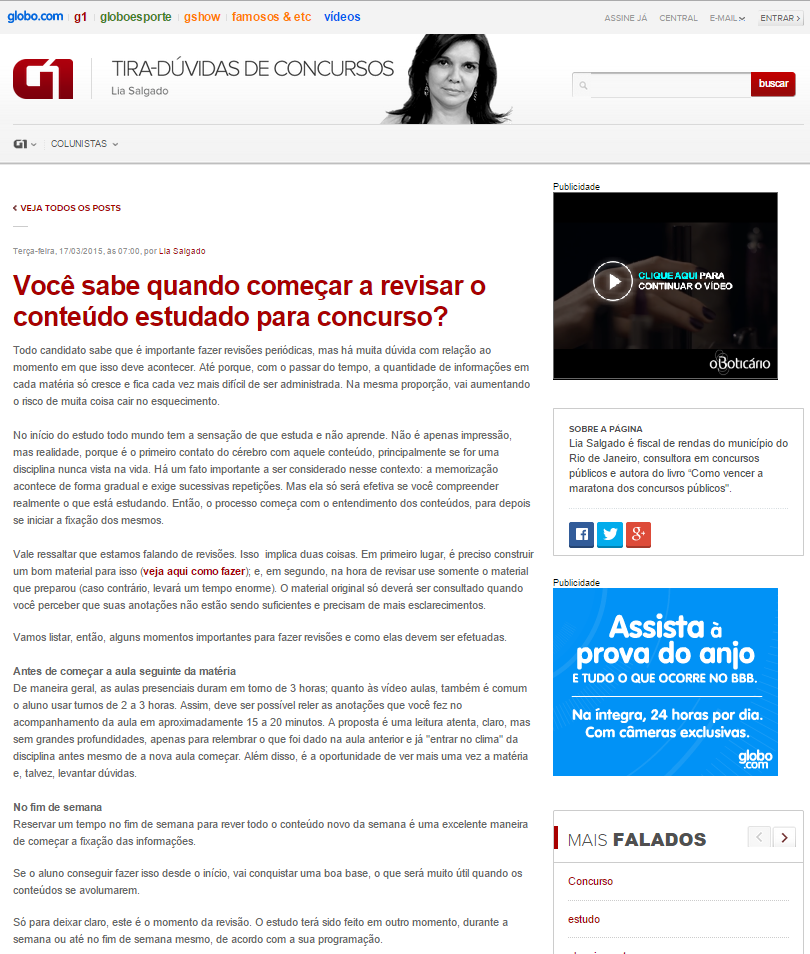 globo.com g1 globoesporte gshow famosos & etc vídeos
ASSINE JÁ CENTRAL E-MAIL ENTRAR
G1 TIRA-DÚVIDAS DE CONCURSOS
Lia Salgado
buscar
G1 COLUNISTAS
VEJA TODOS OS POSTS
Terça-feira, 17/03/2015, às 07:00, por Lia Salgado
Você sabe quando começar a revisar o
conteúdo estudado para concurso?
Todo candidato sabe que é importante fazer revisões periódicas, mas há muita dúvida com relação ao
momento em que isso deve acontecer. Até porque, com o passar do tempo, a quantidade de informações em
cada matéria só cresce e fica cada vez mais difícil de ser administrada. Na mesma proporção, vai aumentando
o risco de muita coisa cair no esquecimento.
No início do estudo todo mundo tem a sensação de que estuda e não aprende. Não é apenas impressão,
mas realidade, porque é o primeiro contato do cérebro com aquele conteúdo, principalmente se for uma
disciplina nunca vista na vida. Há um fato importante a ser considerado nesse contexto: a memorização
acontece de forma gradual e exige sucessivas repetições. Mas ela só será efetiva se você compreender
realmente o que está estudando. Então, o processo começa com o entendimento dos conteúdos, para depois
se iniciar a fixação dos mesmos.
Vale ressaltar que estamos falando de revisões. Isso implica duas coisas. Em primeiro lugar, é preciso construir
um bom material para isso (veja aqui como fazer); e, em segundo, na hora de revisar use somente o material
que preparou (caso contrário, levará um tempo enorme). O material original só deverá ser consultado quando
você perceber que suas anotações não estão sendo suficientes e precisam de mais esclarecimentos.
Vamos listar, então, alguns momentos importantes para fazer revisões e como elas devem ser efetuadas.
Antes de começar a aula seguinte da matéria
De maneira geral, as aulas presenciais duram em torno de 3 horas; quanto às vídeo aulas, também é comum
o aluno usar turnos de 2 a 3 horas. Assim, deve ser possível reler as anotações que você fez no
acompanhamento da aula em aproximadamente 15 a 20 minutos. A proposta é uma leitura atenta, claro, mas
sem grandes profundidades, apenas para relembrar o que foi dado na aula anterior e já "entrar no clima" da
disciplina antes mesmo de a nova aula começar. Além disso, é a oportunidade de ver mais uma vez a matéria
e, talvez, levantar dúvidas.
No fim de semana
Reservar um tempo no fim de semana para rever todo o conteúdo novo da semana é uma excelente maneira
de começar a fixação das informações.
Se o aluno conseguir fazer isso desde o início, vai conquistar uma boa base, o que será muito útil quando os
conteúdos se avolumarem.
Só para deixar claro, este é o momento da revisão. O estudo terá sido feito em outro momento, durante a
semana ou até no fim de semana mesmo, de acordo com a sua programação.
Publicidade
CLIQUE AQUI PARA
CONTINUAR O VÍDEO
oBoticário
SOBRE A PÁGINA
Lia Salgado é fiscal de rendas do município do
Rio de Janeiro, consultora em concursos
públicos e autora do livro “Como vencer a
maratona dos concursos públicos”.
Publicidade
Assista à
prova do anjo
E TUDO O QUE OCORRE NO BBB.
Na íntegra, 24 horas por dia.
Com câmeras exclusivas.
globo
.com
MAIS FALADOS
Concurso
estudo